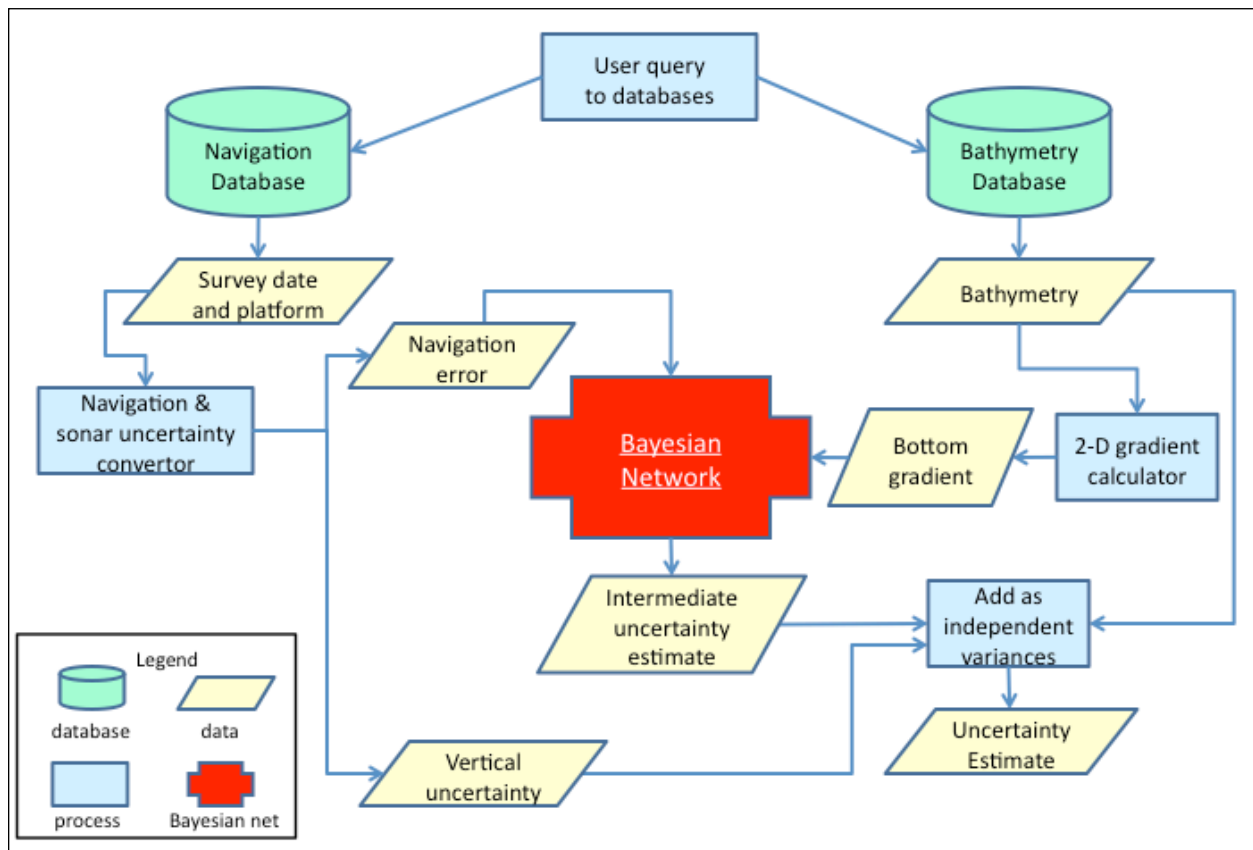 User query
to databases
Navigation
Database
Bathymetry
Database
Survey date
and platform
Bathymetry
Navigation
error
Navigation &
sonar uncertainty
convertor
Bayesian
Network
Bottom
gradient
2-D gradient
calculator
Intermediate
uncertainty
estimate
Add as
independent
variances
Vertical
uncertainty
Uncertainty
Estimate
Legend
database
data
process
Bayesian net